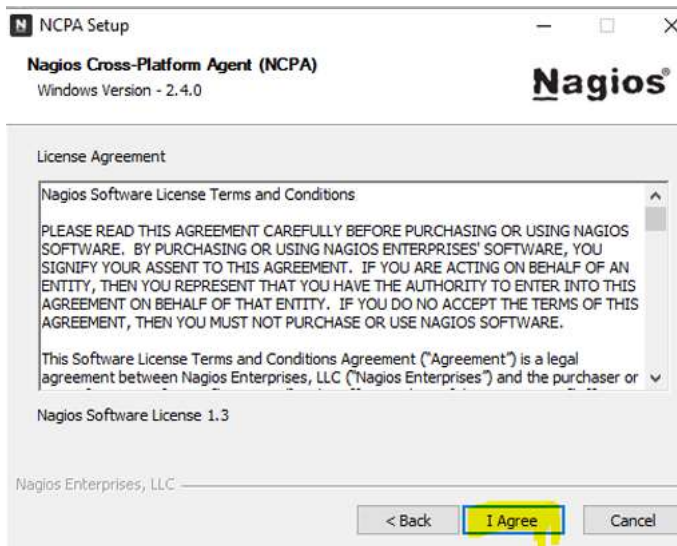 NCPA Setup
Nagios Cross-Platform Agent (NCPA)
Windows Version - 2.4.0
Nagios®
License Agreement
Nagios Software License Terms and Conditions
PLEASE READ THIS AGREEMENT CAREFULLY BEFORE PURCHASING OR USING NAGIOS
SOFTWARE. BY PURCHASING OR USING NAGIOS ENTERPRISES' SOFTWARE, YOU
SIGNIFY YOUR ASSENT TO THIS AGREEMENT. IF YOU ARE ACTING ON BEHALF OF AN
ENTITY, THEN YOU REPRESENT THAT YOU HAVE THE AUTHORITY TO ENTER INTO THIS
AGREEMENT ON BEHALF OF THAT ENTITY. IF YOU DO NO ACCEPT THE TERMS OF THIS
AGREEMENT, THEN YOU MUST NOT PURCHASE OR USE NAGIOS SOFTWARE.
This Software License Terms and Conditions Agreement ("Agreement") is a legal
agreement between Nagios Enterprises, LLC ("Nagios Enterprises") and the purchaser or
Nagios Software License 1.3
Nagios Enterprises, LLC
< Back
I Agree
Cancel